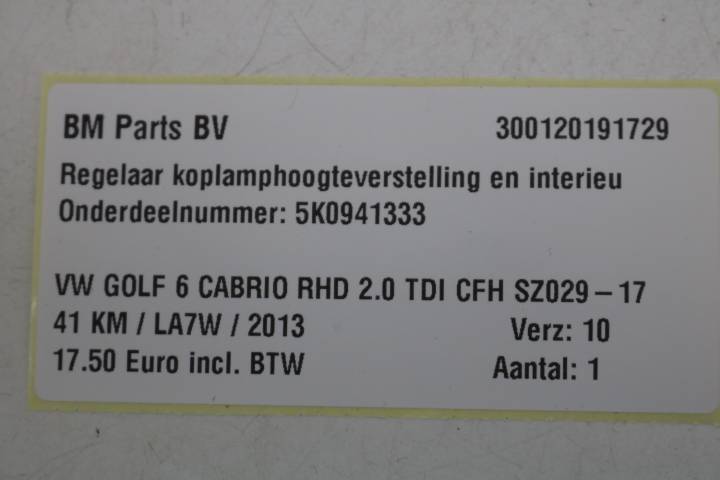 BM Parts BV 300120191729
Regelaar koplamphoogteverstelling en interieu
Onderdeelnummer: 5K0941333
VW GOLF 6 CABRIO RHD 2.0 TDI CFH SZ029-17
41 KM / LA7W / 2013 Verz: 10
17.50 Euro incl. BTW Aantal: 1